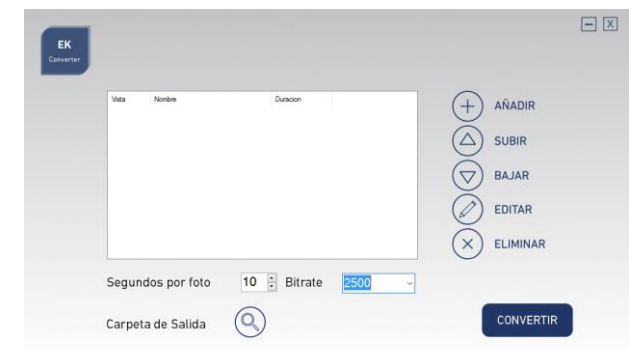 EK
Converter
Vista Nombre Duracion
AÑADIR
SUBIR
BAJAR
EDITAR
ELIMINAR
Segundos por foto 10 Bitrate 2500
Carpeta de Salida
CONVERTIR